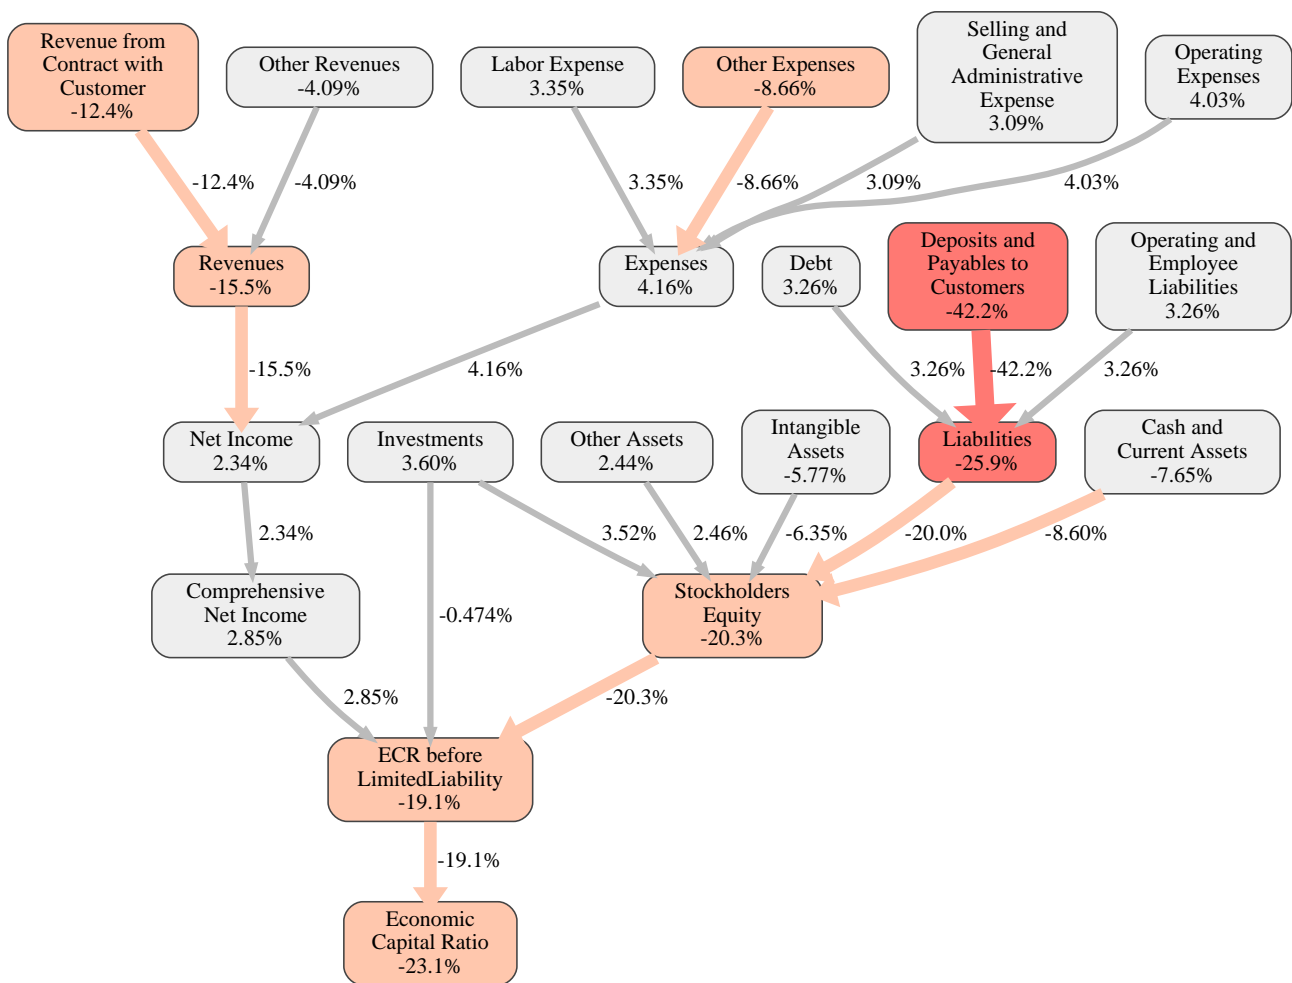 Revenue from
Contract with
Customer
-12.4%
Other Revenues
-4.09%
Labor Expense
3.35%
Other Expenses
-8.66%
Selling and
General
Administrative
Expense
3.09%
Operating
Expenses
4.03%
-12.4%
-4.09%
3.35%
-8.66%
3.09%
4.03%
Revenues
-15.5%
Expenses
4.16%
Debt
3.26%
Deposits and
Payables to
Customers
-42.2%
Operating and
Employee
Liabilities
3.26%
-15.5%
4.16%
3.26%
-42.2%
3.26%
Net Income
2.34%
Investments
3.60%
Other Assets
2.44%
Intangible
Assets
-5.77%
Liabilities
-25.9%
Cash and
Current Assets
-7.65%
2.34%
3.52%
2.46%
-6.35%
-20.0%
-8.60%
Comprehensive
Net Income
2.85%
-0.474%
Stockholders
Equity
-20.3%
2.85%
-20.3%
ECR before
LimitedLiability
-19.1%
-19.1%
Economic
Capital Ratio
-23.1%